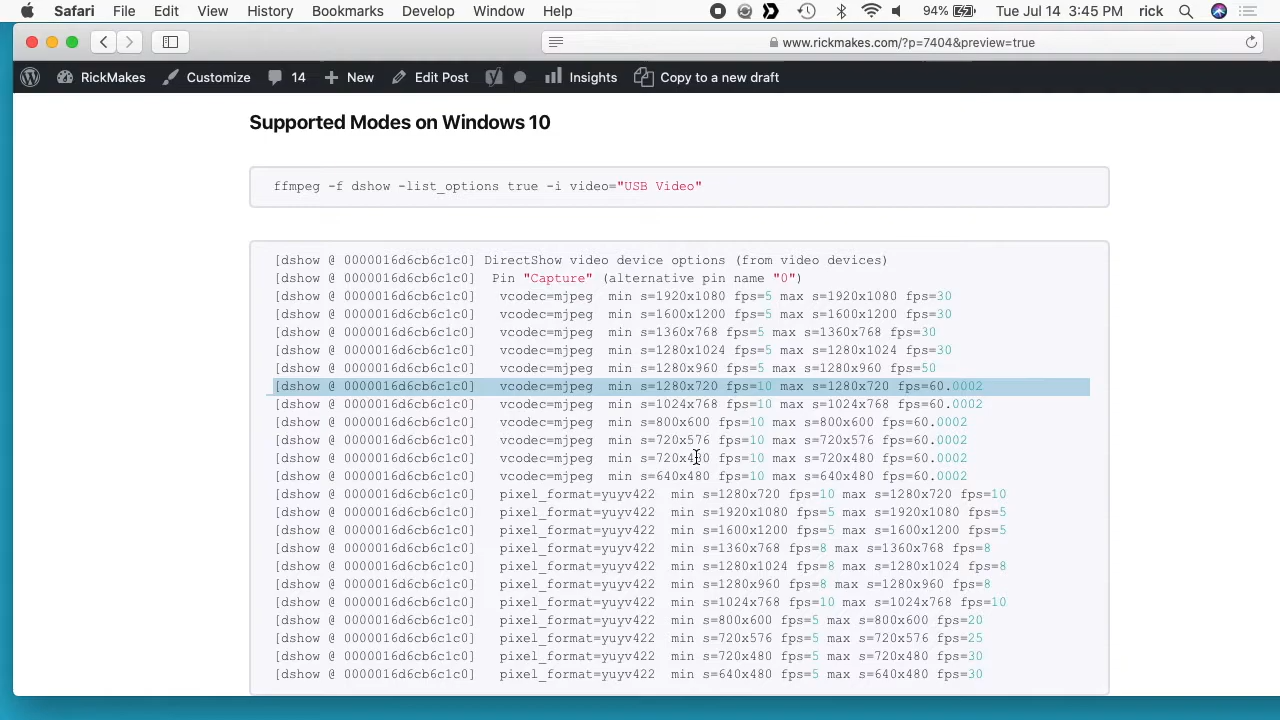 Safari File Edit View History Bookmarks Develop Window Help 94% Tue Jul 14 3:45 PM rick
www.rickmakes.com/?p=7404&preview=true
RickMakes Customize 14 New Edit Post Insights Copy to a new draft
Supported Modes on Windows 10
ffmpeg -f dshow -list_options true -i video="USB Video"
[dshow @ 0000016d6cb6c1c0] DirectShow video device options (from video devices)
[dshow @ 0000016d6cb6c1c0]  Pin "Capture" (alternative pin name "0")
[dshow @ 0000016d6cb6c1c0]   vcodec=mjpeg  min s=1920x1080 fps=5 max s=1920x1080 fps=30
[dshow @ 0000016d6cb6c1c0]   vcodec=mjpeg  min s=1600x1200 fps=5 max s=1600x1200 fps=30
[dshow @ 0000016d6cb6c1c0]   vcodec=mjpeg  min s=1360x768 fps=5 max s=1360x768 fps=30
[dshow @ 0000016d6cb6c1c0]   vcodec=mjpeg  min s=1280x1024 fps=5 max s=1280x1024 fps=30
[dshow @ 0000016d6cb6c1c0]   vcodec=mjpeg  min s=1280x960 fps=5 max s=1280x960 fps=50
[dshow @ 0000016d6cb6c1c0]   vcodec=mjpeg  min s=1280x720 fps=10 max s=1280x720 fps=60.0002
[dshow @ 0000016d6cb6c1c0]   vcodec=mjpeg  min s=1024x768 fps=10 max s=1024x768 fps=60.0002
[dshow @ 0000016d6cb6c1c0]   vcodec=mjpeg  min s=800x600 fps=10 max s=800x600 fps=60.0002
[dshow @ 0000016d6cb6c1c0]   vcodec=mjpeg  min s=720x576 fps=10 max s=720x576 fps=60.0002
[dshow @ 0000016d6cb6c1c0]   vcodec=mjpeg  min s=720x480 fps=10 max s=720x480 fps=60.0002
[dshow @ 0000016d6cb6c1c0]   vcodec=mjpeg  min s=640x480 fps=10 max s=640x480 fps=60.0002
[dshow @ 0000016d6cb6c1c0]   pixel_format=yuyv422  min s=1280x720 fps=10 max s=1280x720 fps=10
[dshow @ 0000016d6cb6c1c0]   pixel_format=yuyv422  min s=1920x1080 fps=5 max s=1920x1080 fps=5
[dshow @ 0000016d6cb6c1c0]   pixel_format=yuyv422  min s=1600x1200 fps=5 max s=1600x1200 fps=5
[dshow @ 0000016d6cb6c1c0]   pixel_format=yuyv422  min s=1360x768 fps=8 max s=1360x768 fps=8
[dshow @ 0000016d6cb6c1c0]   pixel_format=yuyv422  min s=1280x1024 fps=8 max s=1280x1024 fps=8
[dshow @ 0000016d6cb6c1c0]   pixel_format=yuyv422  min s=1280x960 fps=8 max s=1280x960 fps=8
[dshow @ 0000016d6cb6c1c0]   pixel_format=yuyv422  min s=1024x768 fps=10 max s=1024x768 fps=10
[dshow @ 0000016d6cb6c1c0]   pixel_format=yuyv422  min s=800x600 fps=5 max s=800x600 fps=20
[dshow @ 0000016d6cb6c1c0]   pixel_format=yuyv422  min s=720x576 fps=5 max s=720x576 fps=25
[dshow @ 0000016d6cb6c1c0]   pixel_format=yuyv422  min s=720x480 fps=5 max s=720x480 fps=30
[dshow @ 0000016d6cb6c1c0]   pixel_format=yuyv422  min s=640x480 fps=5 max s=640x480 fps=30